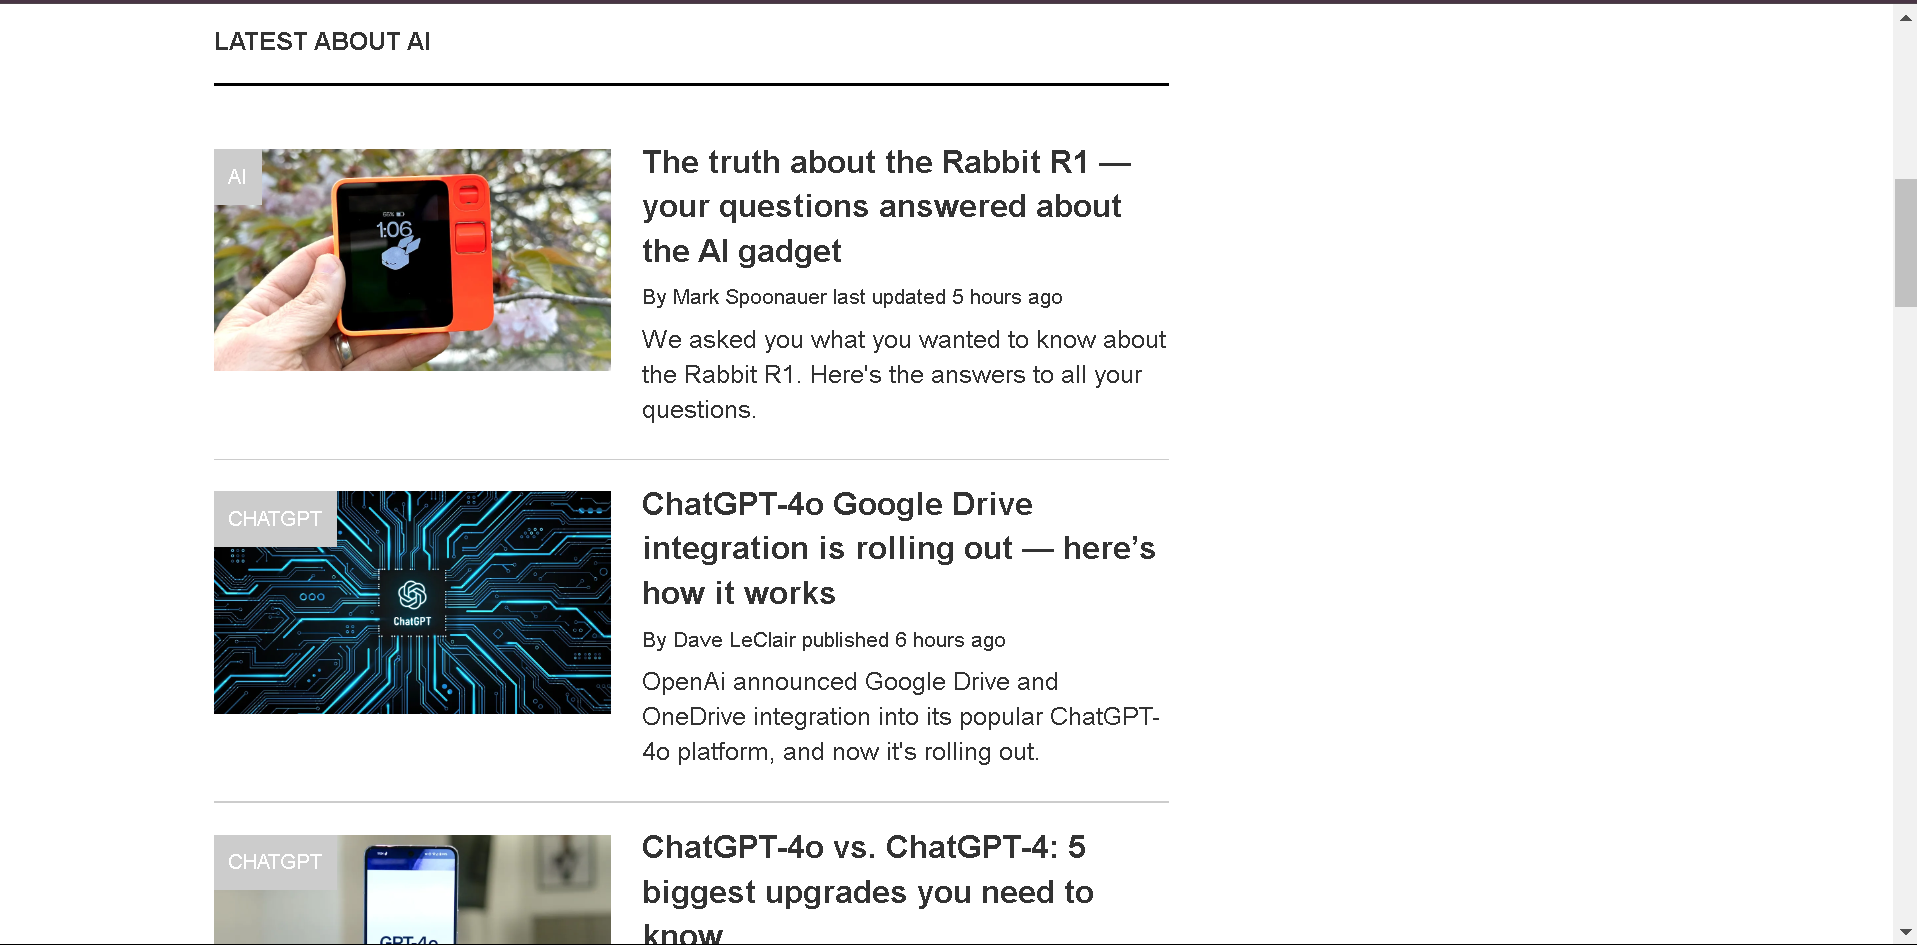 LATEST ABOUT AI
AI
66%
1:06
The truth about the Rabbit R1 —
your questions answered about
the AI gadget
By Mark Spoonauer last updated 5 hours ago
We asked you what you wanted to know about
the Rabbit R1. Here's the answers to all your
questions.
CHATGPT
ChatGPT
ChatGPT-4o Google Drive
integration is rolling out — here’s
how it works
By Dave LeClair published 6 hours ago
OpenAi announced Google Drive and
OneDrive integration into its popular ChatGPT-
4o platform, and now it's rolling out.
CHATGPT
GPT-4o
ChatGPT-4o vs. ChatGPT-4: 5
biggest upgrades you need to
know